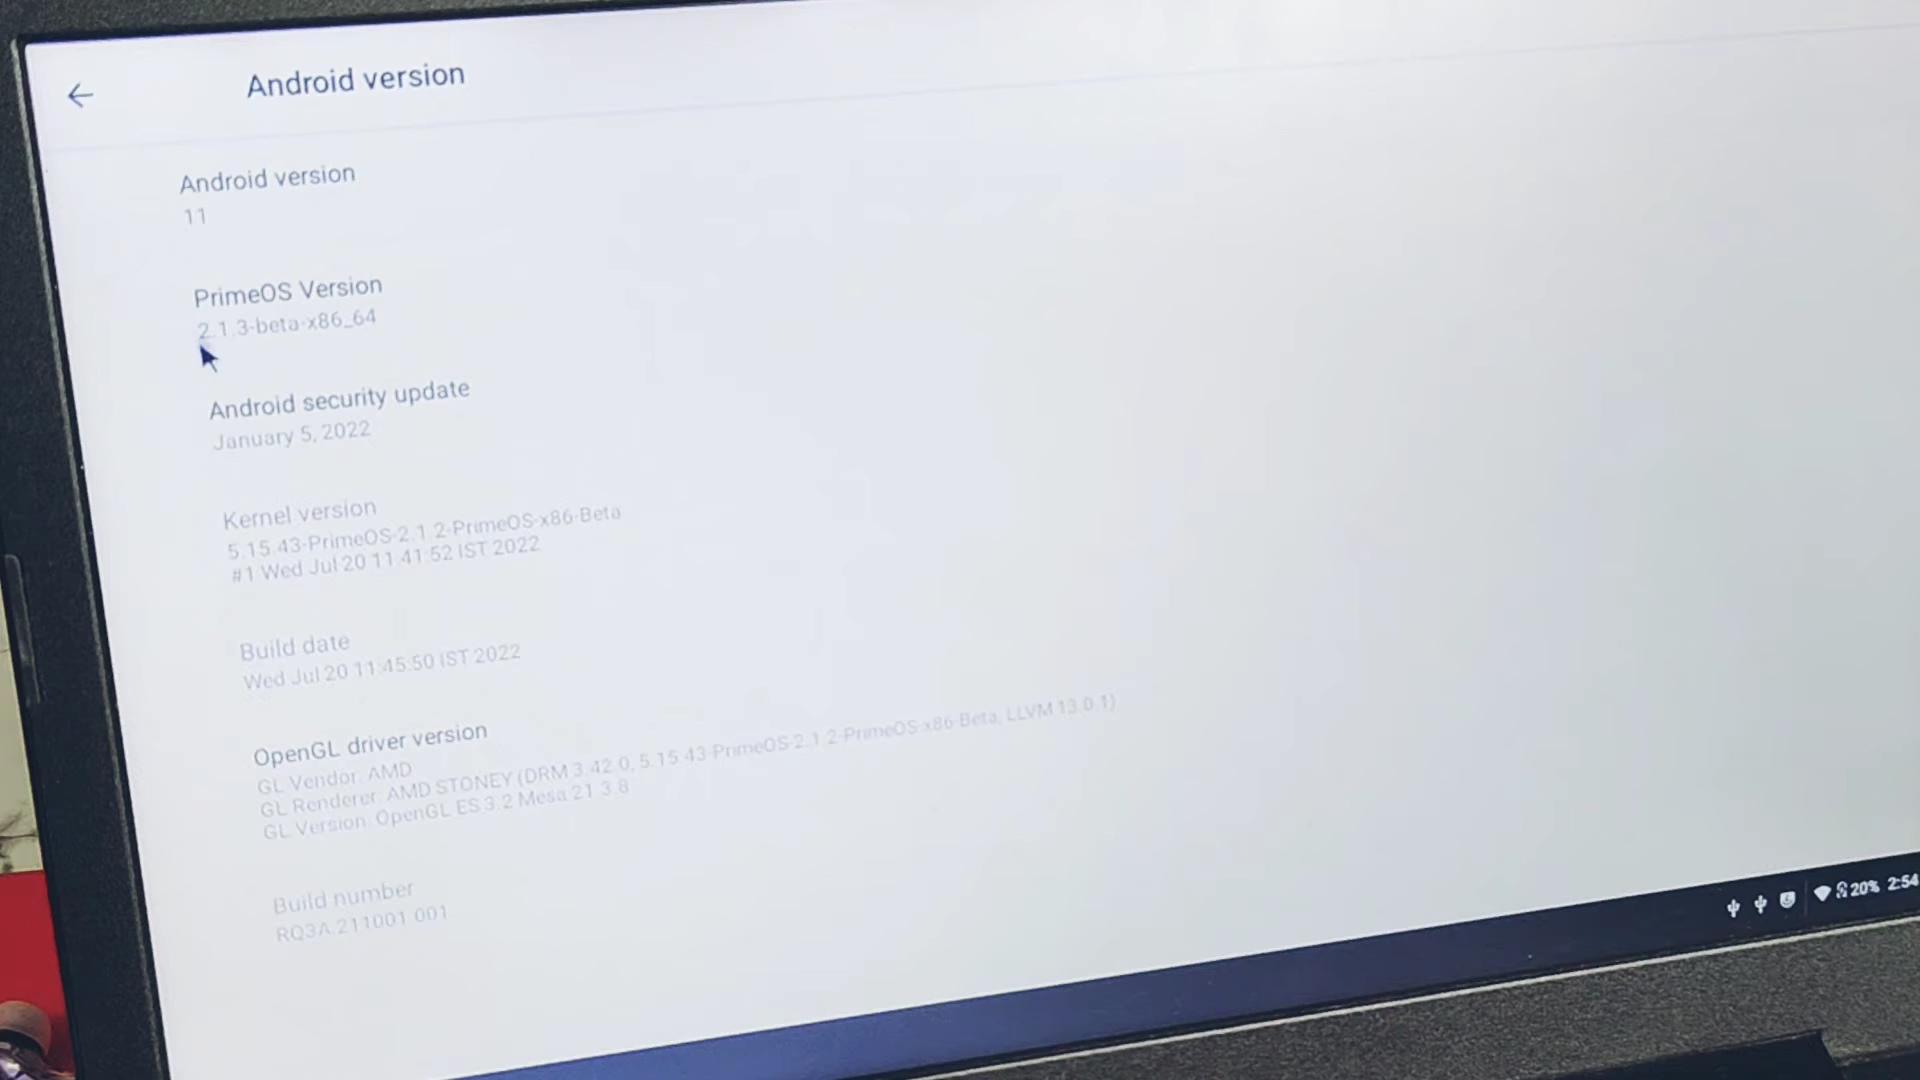 Android version
Android version
11
PrimeOS Version
2.1.3-beta-x86_64
Android security update
January 5, 2022
Kernel version
5.15.43-PrimeOS-2.1.2-PrimeOS-x86-Beta
#1 Wed Jul 20 11:41:52 IST 2022
Build date
Wed Jul 20 11:45:50 IST 2022
OpenGL driver version
GL Vendor: AMD
GL Renderer: AMD STONEY (DRM 3.42.0, 5.15.43-PrimeOS-2.1.2-PrimeOS-x86-Beta, LLVM 13.0.1)
GL Version: OpenGL ES 3.2 Mesa 21.3.8
Build number
RQ3A.211001.001
20% 2:54